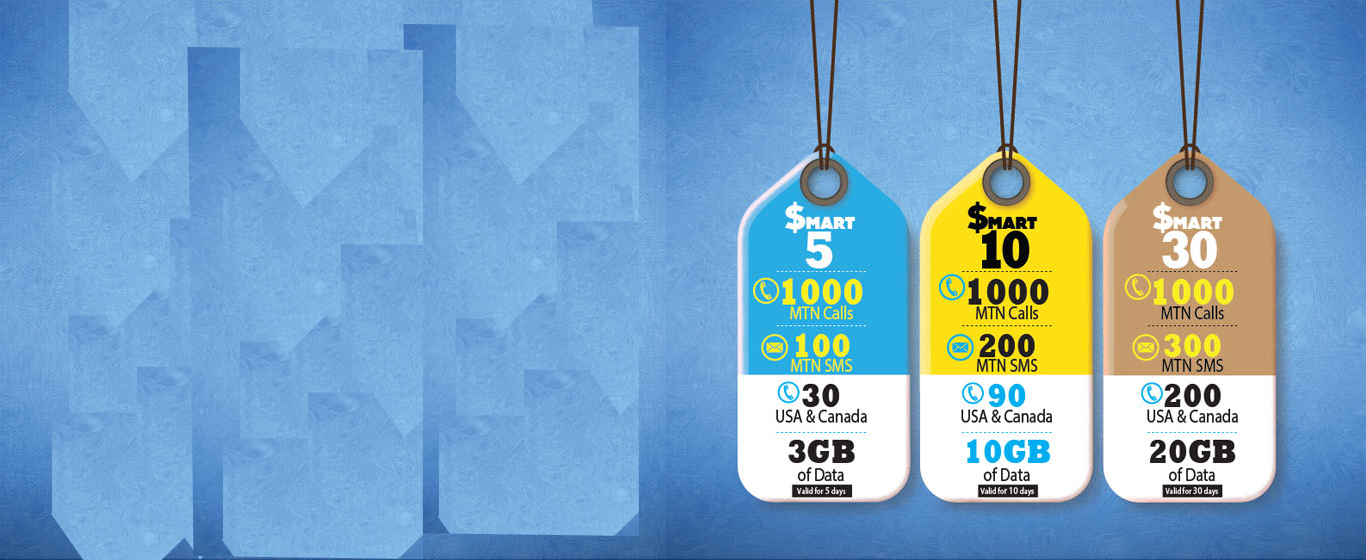 $MART
5
1000
MTN Calls
100
MTN SMS
30
USA & Canada
3GB
of Data
Valid for 5 days
$MART
10
1000
MTN Calls
200
MTN SMS
90
USA & Canada
10GB
of Data
Valid for 10 days
$MART
30
1000
MTN Calls
300
MTN SMS
200
USA & Canada
20GB
of Data
Valid for 30 days